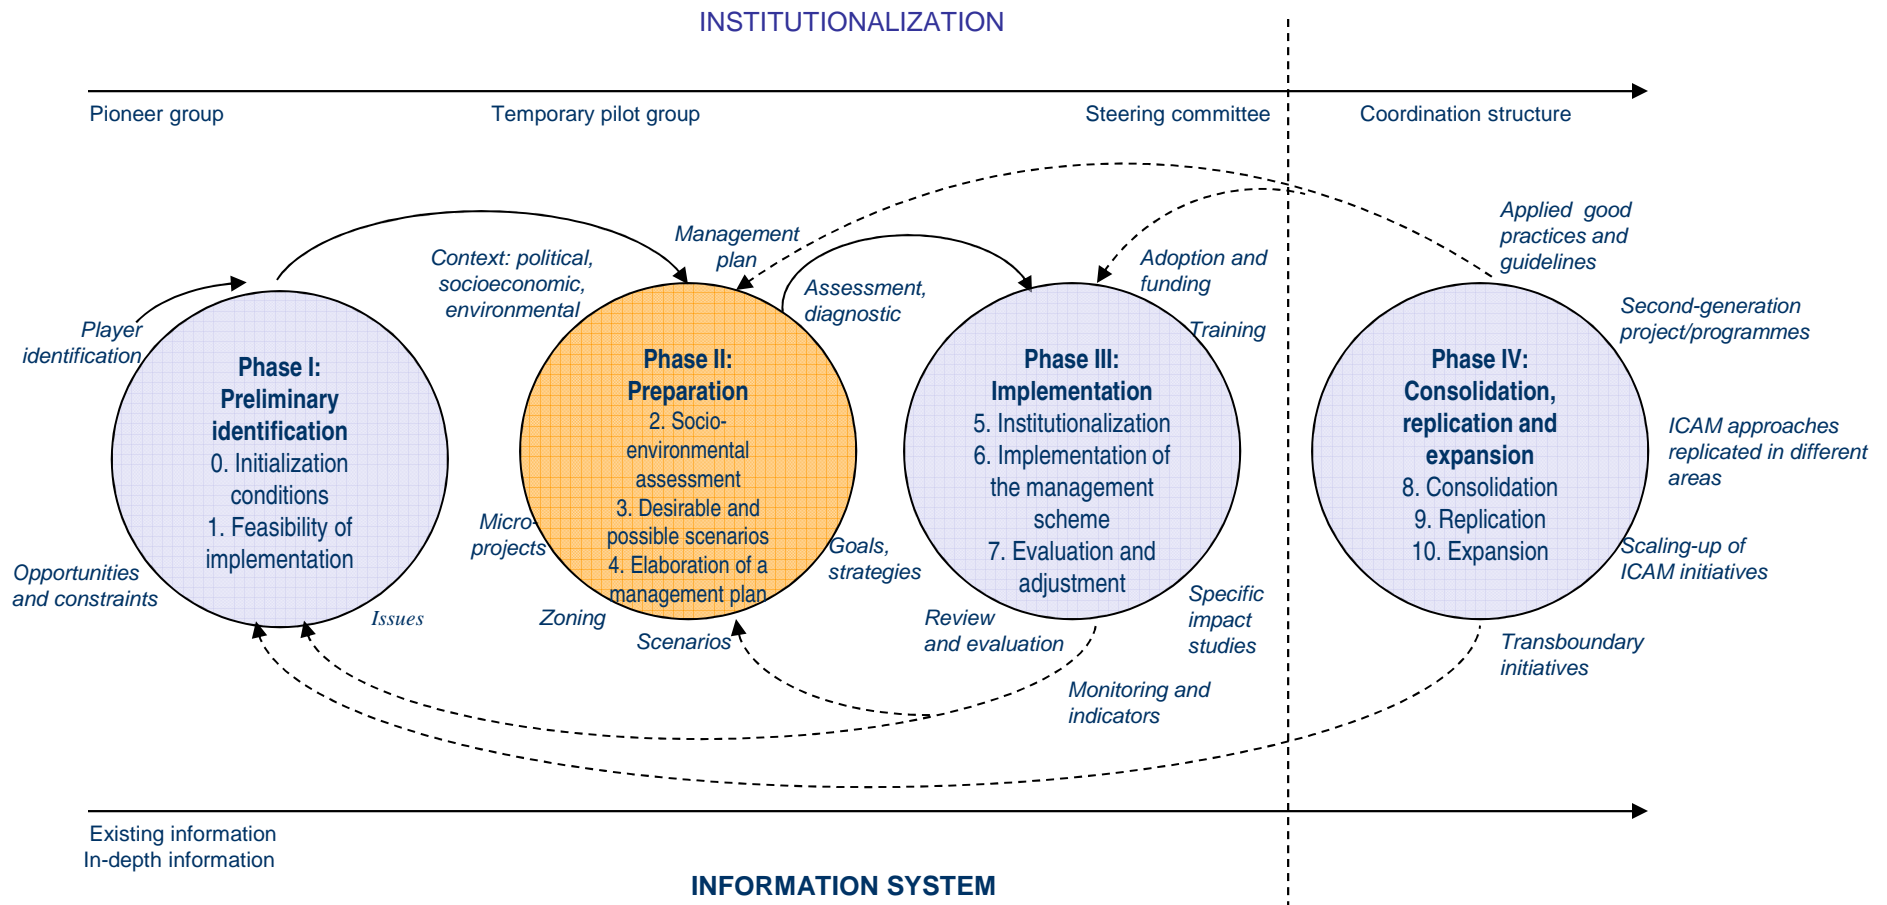 INSTITUTIONALIZATION
Pioneer group
Temporary pilot group
Steering committee
Coordination structure
Player
identification
Phase I:
Preliminary
identification
0. Initialization
conditions
1. Feasibility of
implementation
Opportunities
and constraints
Issues
Context: political,
socioeconomic,
environmental
Management
plan
Assessment,
diagnostic
Phase II:
Preparation
2. Socio-
environmental
assessment
3. Desirable and
possible scenarios
4. Elaboration of a
management plan
Micro-
projects
Zoning
Scenarios
Goals,
strategies
Adoption and
funding
Training
Phase III:
Implementation
5. Institutionalization
6. Implementation of
the management
scheme
7. Evaluation and
adjustment
Review
and evaluation
Specific
impact
studies
Monitoring and
indicators
Applied good
practices and
guidelines
Second-generation
project/programmes
Phase IV:
Consolidation,
replication and
expansion
8. Consolidation
9. Replication
10. Expansion
ICAM approaches
replicated in different
areas
Scaling-up of
ICAM initiatives
Transboundary
initiatives
Existing information
In-depth information
INFORMATION SYSTEM